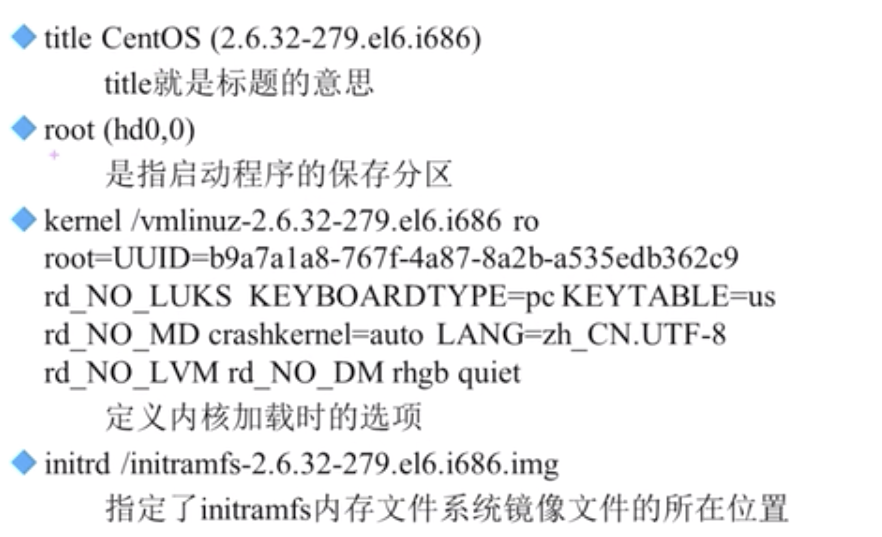 title CentOS (2.6.32-279.el6.i686)
title就是标题的意思
root (hd0,0)
是指启动程序的保存分区
kernel /vmlinuz-2.6.32-279.el6.i686 ro
root=UUID=b9a7a1a8-767f-4a87-8a2b-a535edb362c9
rd_NO_LUKS KEYBOARDTYPE=pc KEYTABLE=us
rd_NO_MD crashkernel=auto LANG=zh_CN.UTF-8
rd_NO_LVM rd_NO_DM rhgb quiet
定义内核加载时的选项
initrd /initramfs-2.6.32-279.el6.i686.img
指定了initramfs内存文件系统镜像文件的所在位置